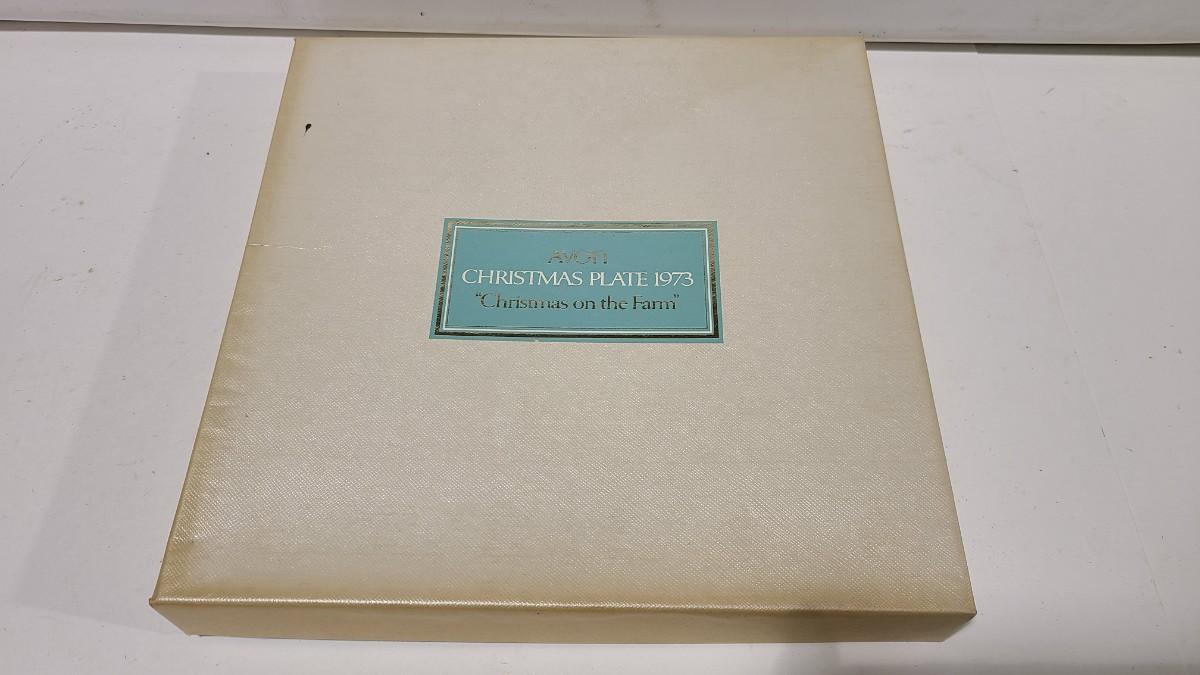 AVON
CHRISTMAS PLATE 1973
"Christmas on the Farm"